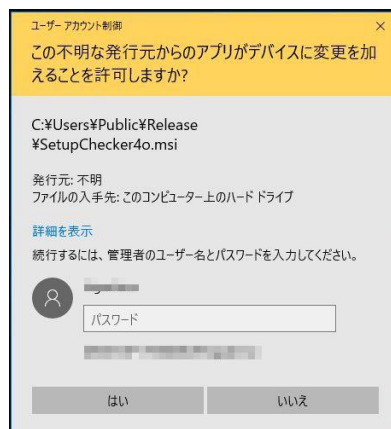 ユーザー アカウント制御
×
この不明な発行元からのアプリがデバイスに変更を加
えることを許可しますか?
C:¥Users¥Public¥Release
¥SetupChecker4o.msi
発行元: 不明
ファイルの入手先: このコンピューター上のハード ドライブ
詳細を表示
続行するには、管理者のユーザー名とパスワードを入力してください。
パスワード
はい
いいえ